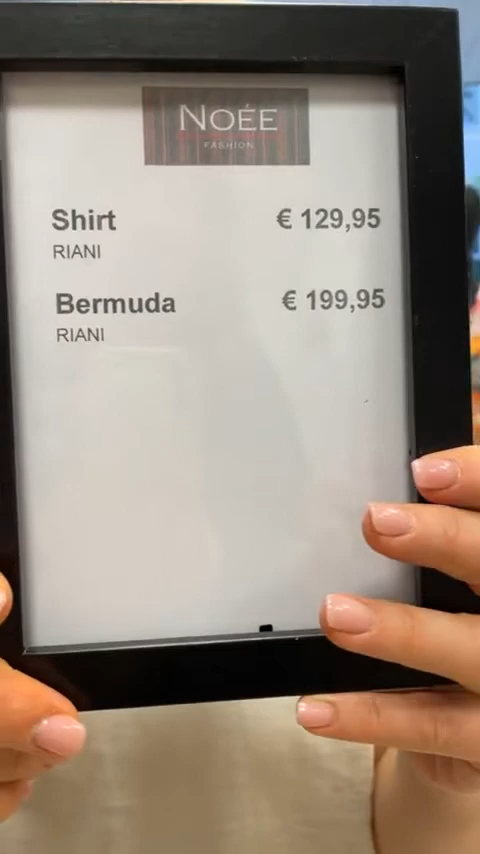 NOÉE
FASHION
Shirt € 129,95
RIANI
Bermuda € 199,95
RIANI